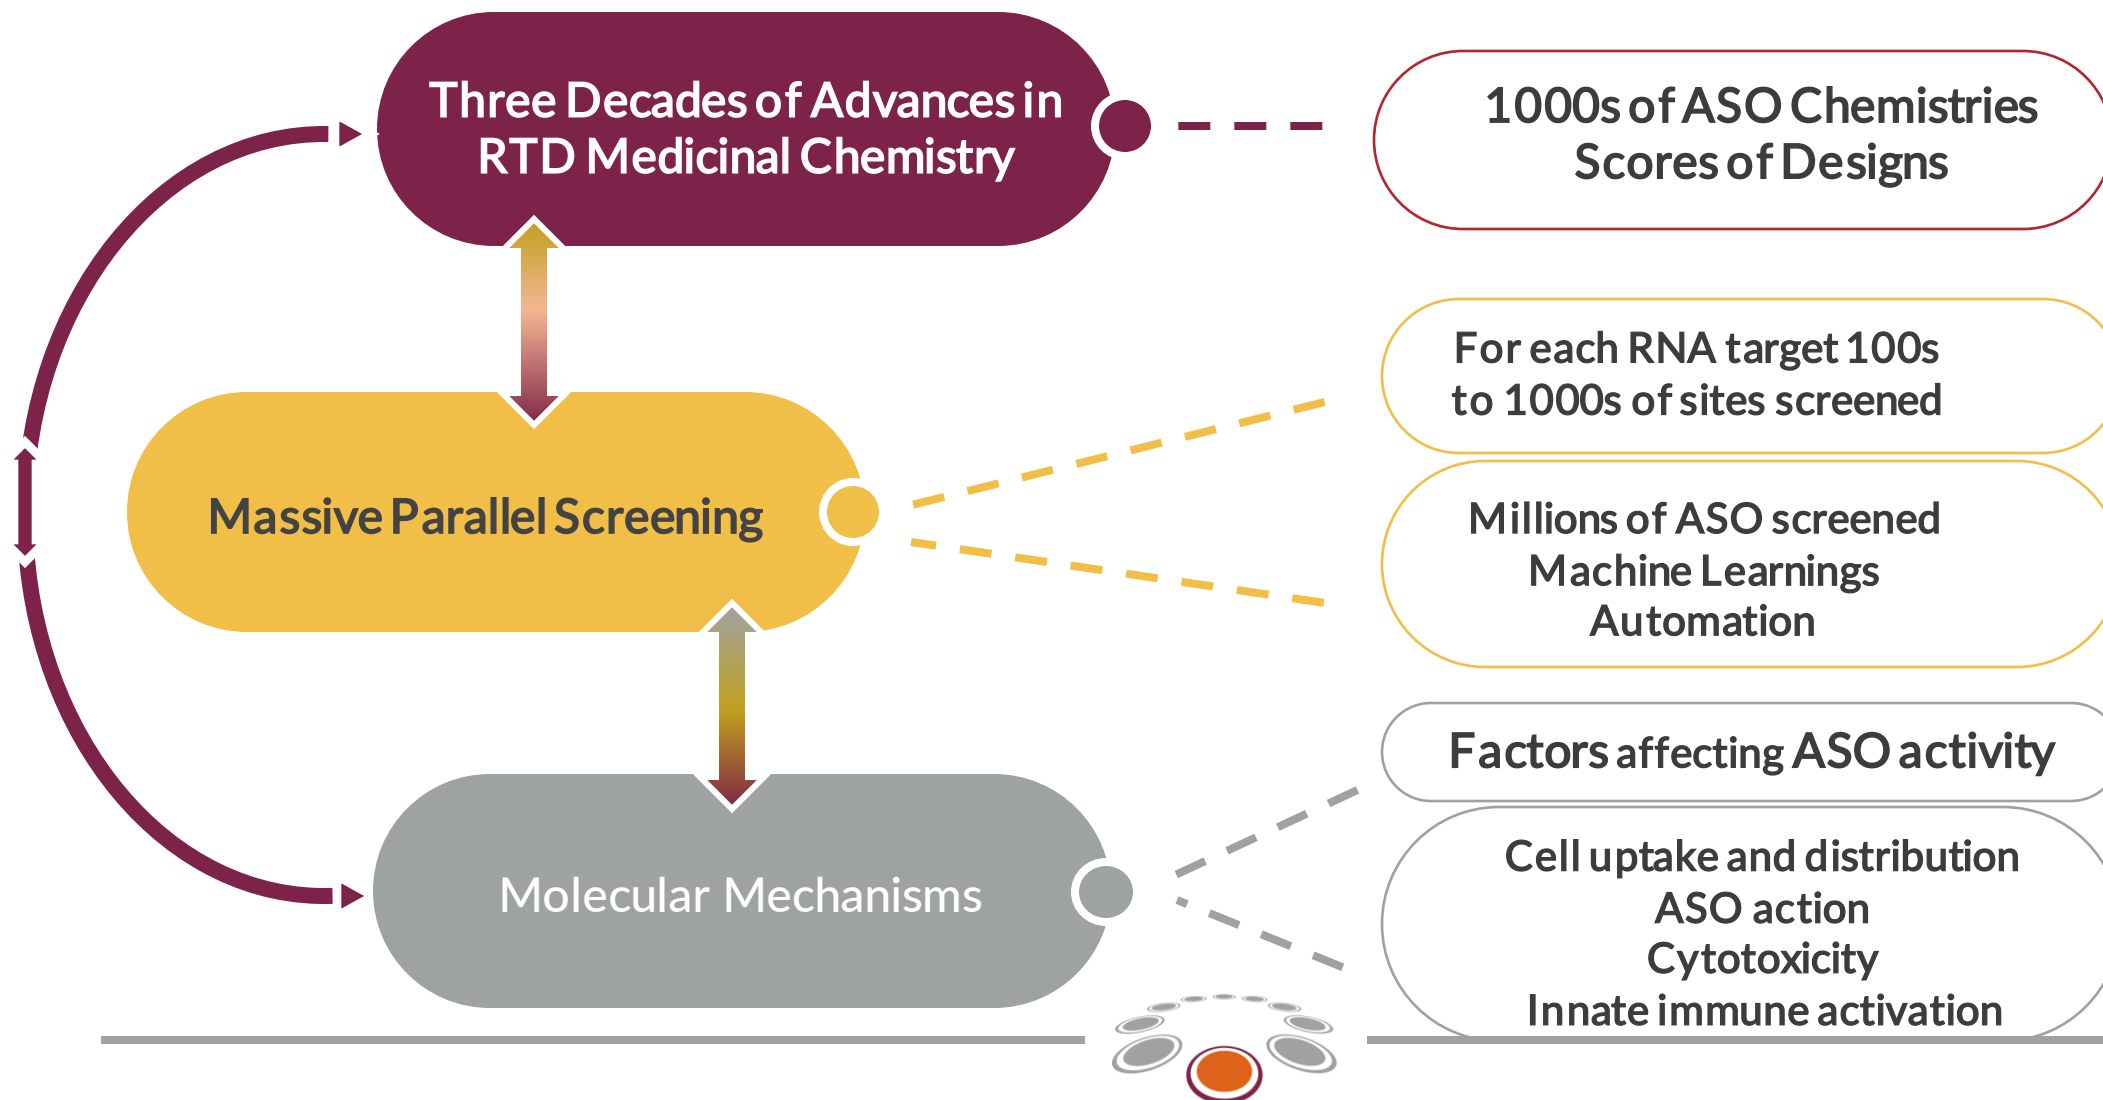 Three Decades of Advances in
RTD Medicinal Chemistry
1000s of ASO Chemistries
Scores of Designs
Massive Parallel Screening
For each RNA target 100s
to 1000s of sites screened
Millions of ASO screened
Machine Learnings
Automation
Molecular Mechanisms
Factors affecting ASO activity
Cell uptake and distribution
ASO action
Cytotoxicity
Innate immune activation